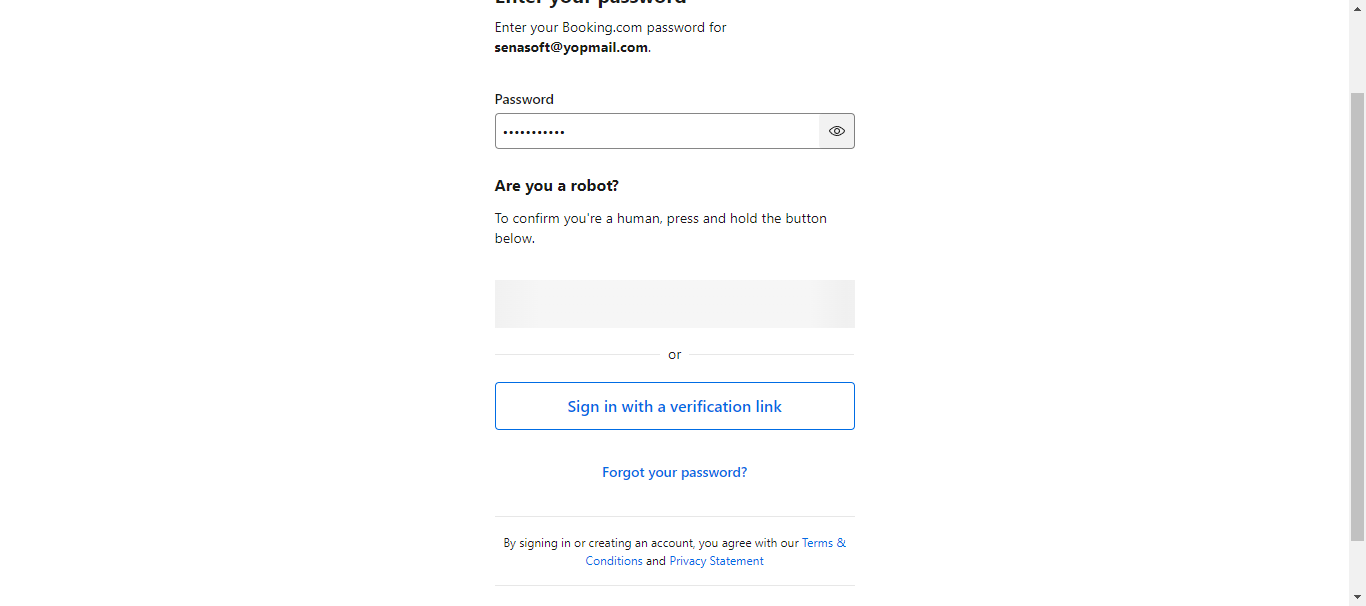 Enter your password
Enter your Booking.com password for
senasoft@yopmail.com.
Password
•••••••••••
Are you a robot?
To confirm you're a human, press and hold the button
below.
or
Sign in with a verification link
Forgot your password?
By signing in or creating an account, you agree with our Terms &
Conditions and Privacy Statement